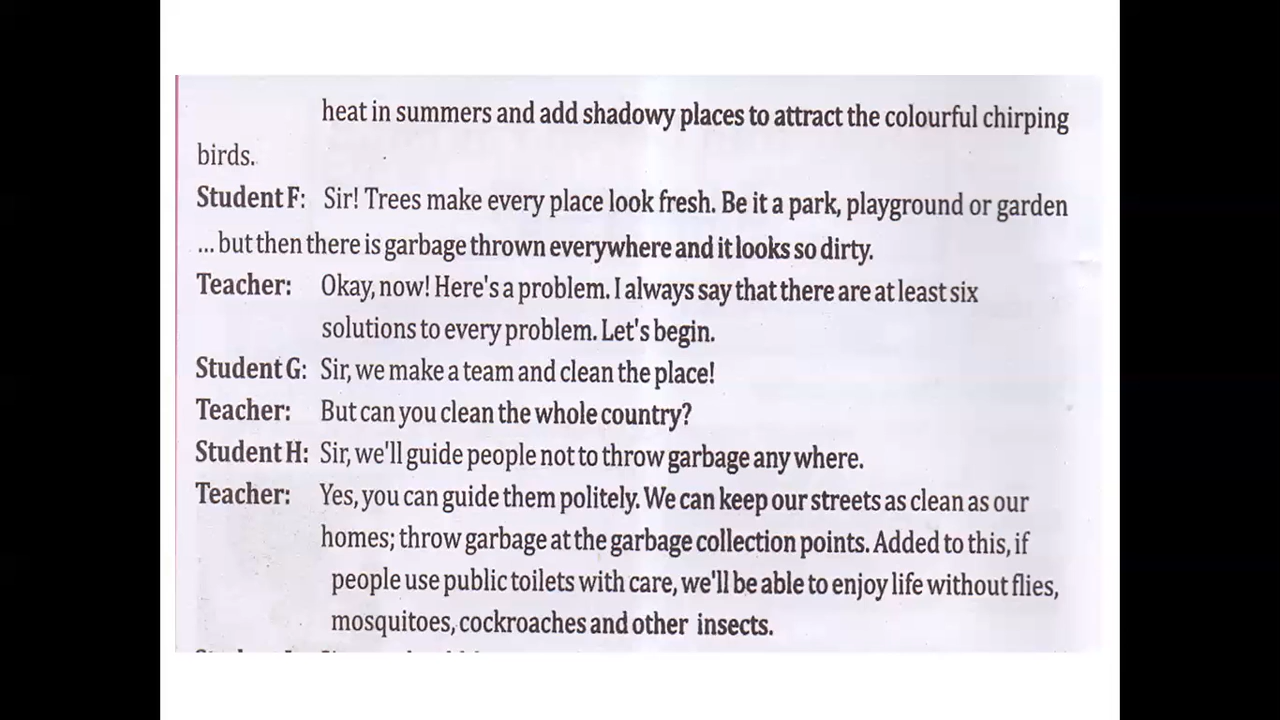 heat in summers and add shadowy places to attract the colourful chirping
birds.
Student F: Sir! Trees make every place look fresh. Be it a park, playground or garden
... but then there is garbage thrown everywhere and it looks so dirty.
Teacher: Okay, now! Here's a problem. I always say that there are at least six
solutions to every problem. Let's begin.
Student G: Sir, we make a team and clean the place!
Teacher: But can you clean the whole country?
Student H: Sir, we'll guide people not to throw garbage any where.
Teacher: Yes, you can guide them politely. We can keep our streets as clean as our
homes; throw garbage at the garbage collection points. Added to this, if
people use public toilets with care, we'll be able to enjoy life without flies,
mosquitoes, cockroaches and other insects.